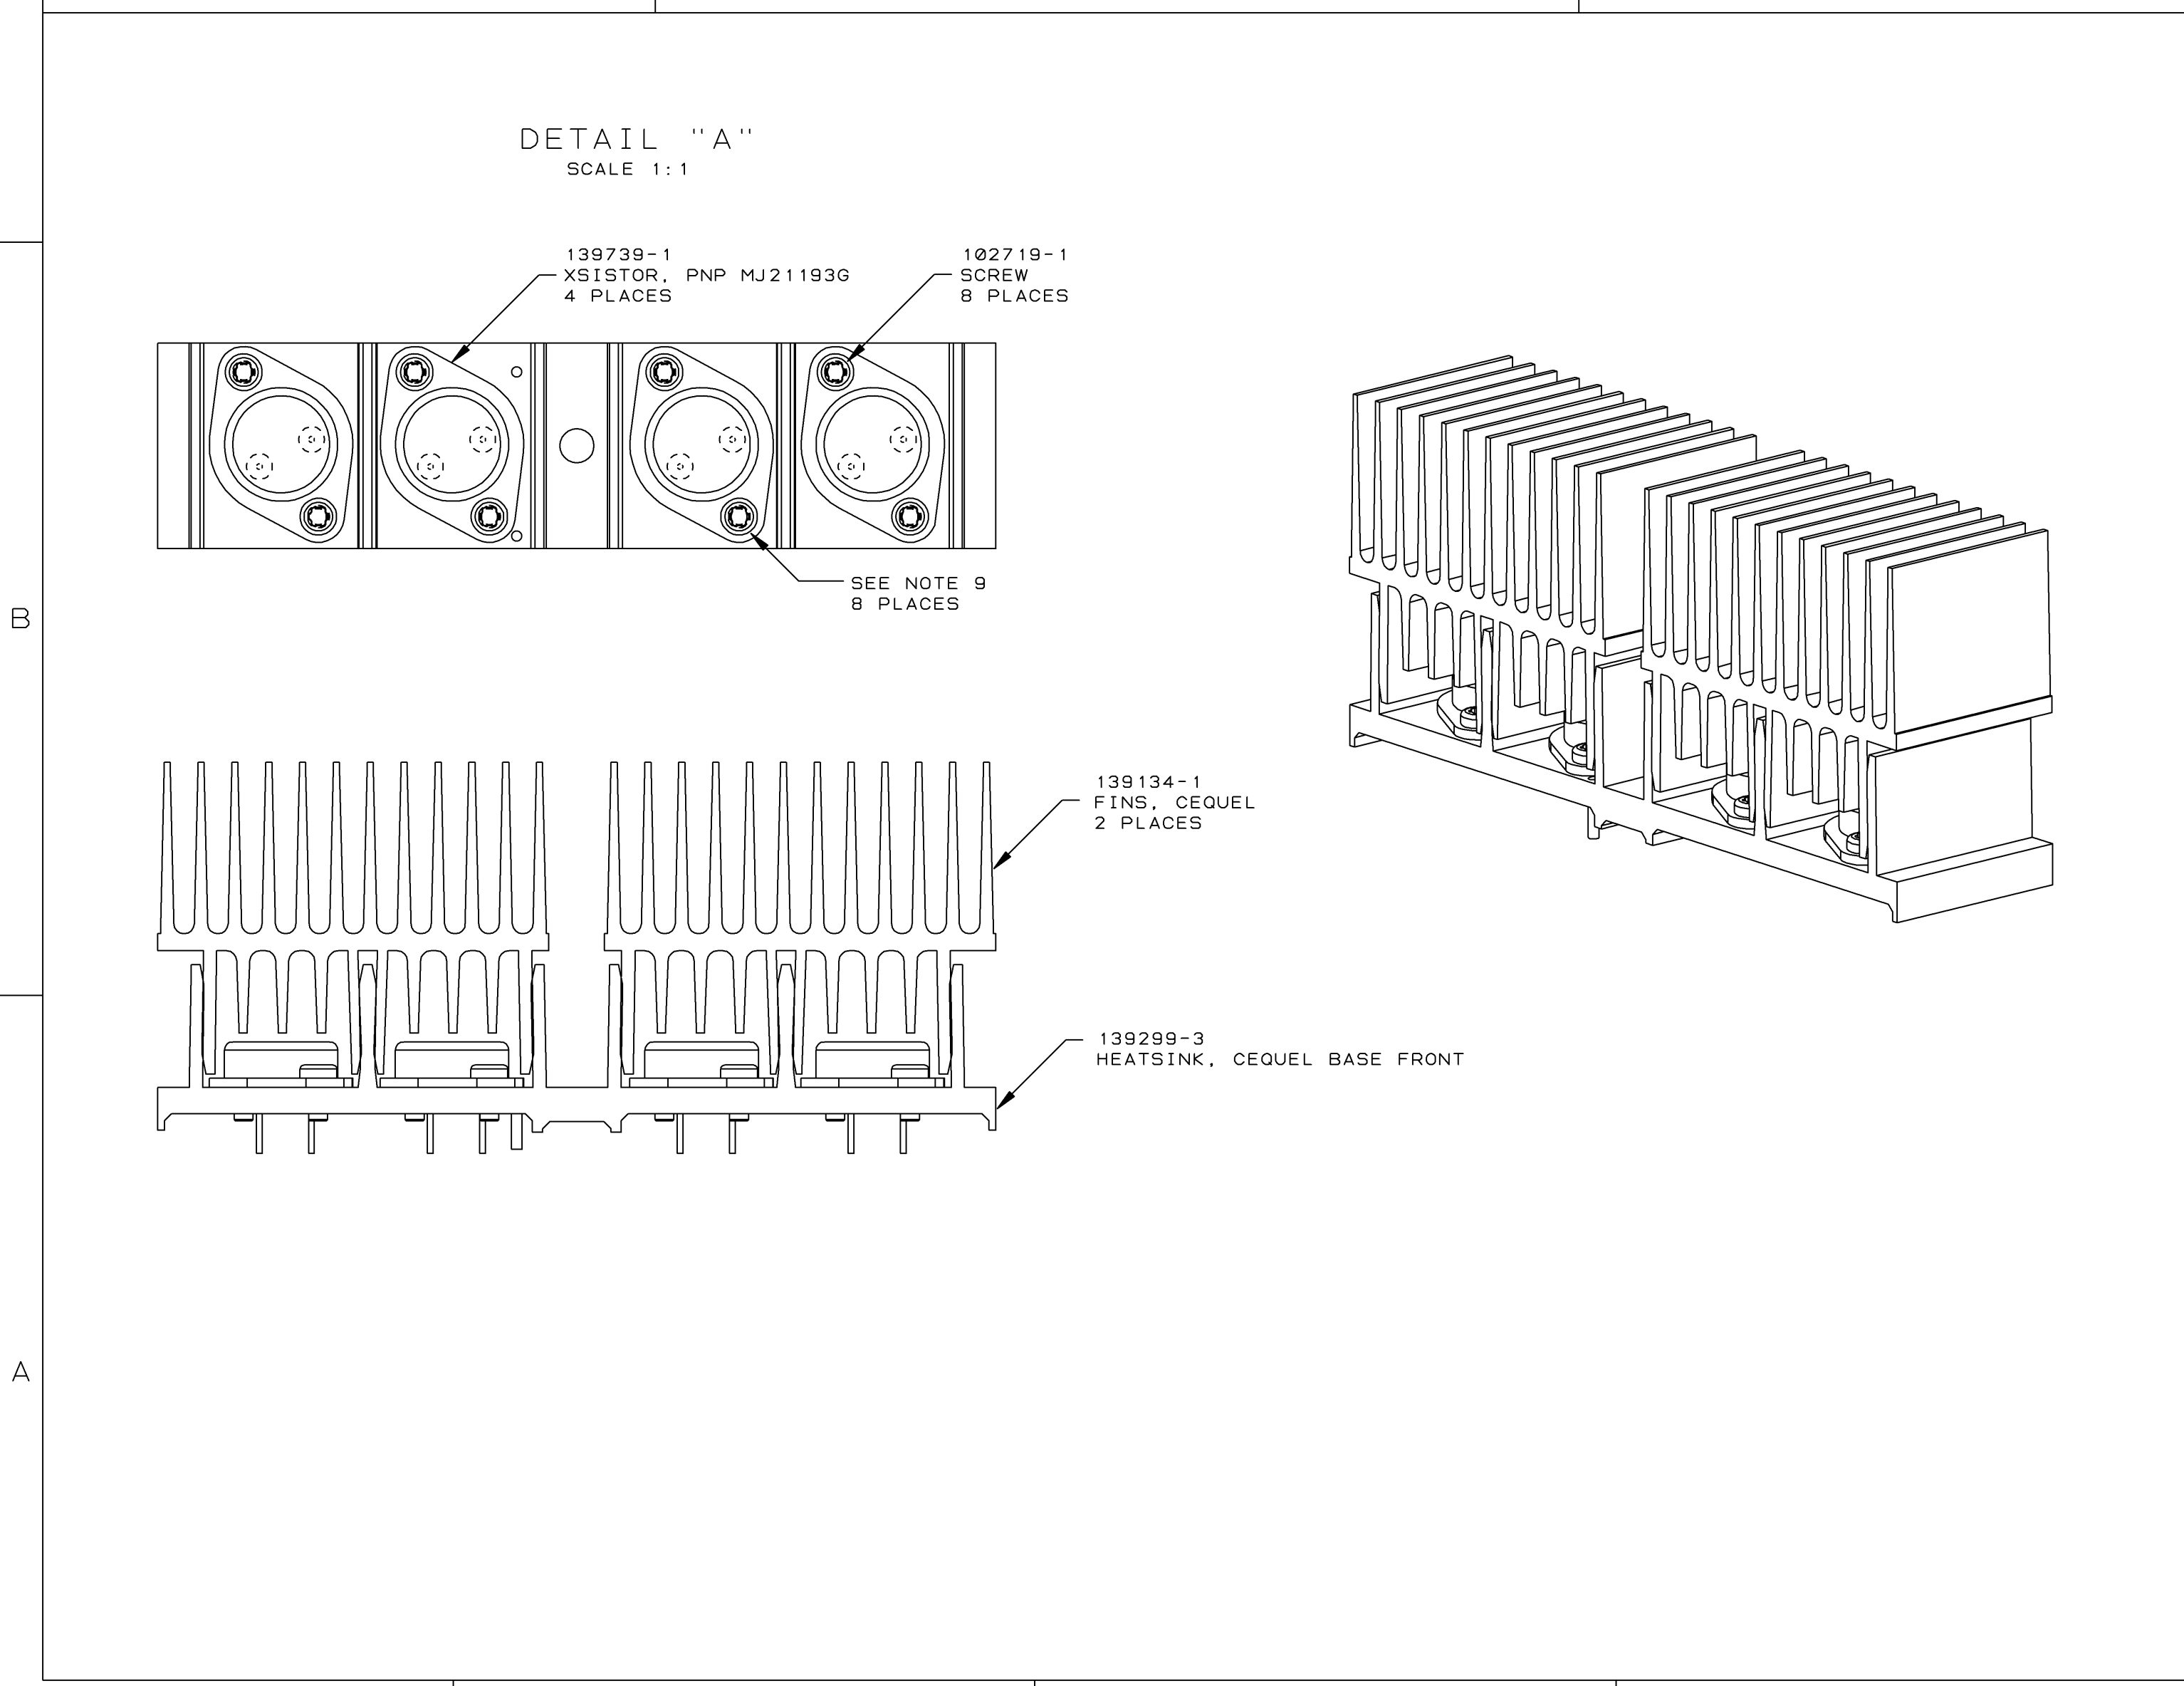 DETAIL "A"
SCALE 1:1
139739-1
XSISTOR, PNP MJ21193G
4 PLACES
102719-1
SCREW
8 PLACES
SEE NOTE 9
8 PLACES
B
139134-1
FINS, CEQUEL
2 PLACES
139299-3
HEATSINK, CEQUEL BASE FRONT
A